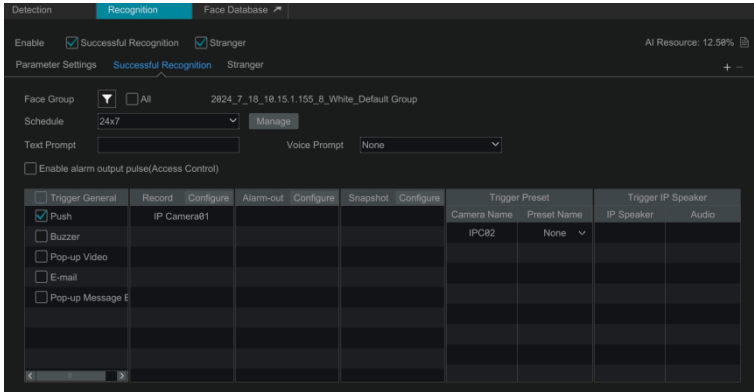 Detection Recognition Face Database
Enable Successful Recognition Stranger AI Resource: 12.50%
Parameter Settings Successful Recognition Stranger + −
Face Group All 2024_7_18_10.15.1.155_8_White_Default Group
Schedule 24x7 Manage
Text Prompt Voice Prompt None
Enable alarm output pulse(Access Control)
Trigger General Record Configure Alarm-out Configure Snapshot Configure Trigger Preset Trigger IP Speaker
Camera Name Preset Name IP Speaker Audio
Push IP Camera01 IPC02 None
Buzzer
Pop-up Video
E-mail
Pop-up Message E